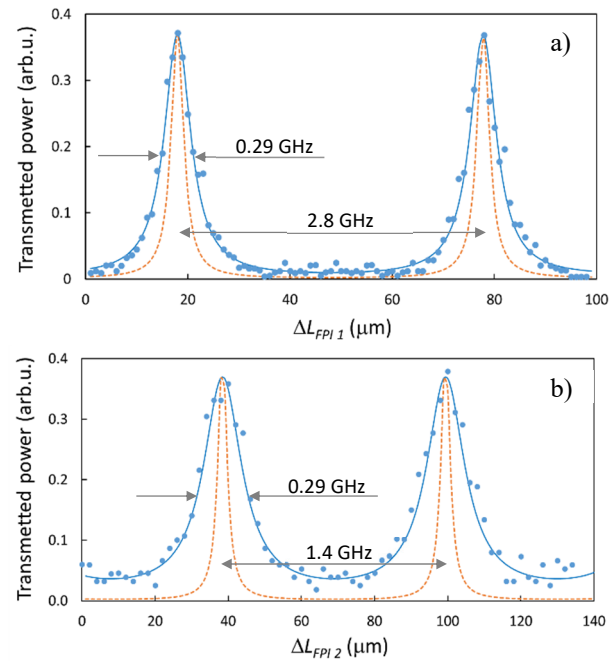 a)
Transmetted power (arb.u.)
0.4
0.3
0.2
0.1
0
0.29 GHz
2.8 GHz
0 20 40 60 80 100
ΔL_FPI 1 (μm)
b)
Transmetted power (arb.u.)
0.4
0.3
0.2
0.1
0.0
0.29 GHz
1.4 GHz
0 20 40 60 80 100 120 140
ΔL_FPI 2 (μm)